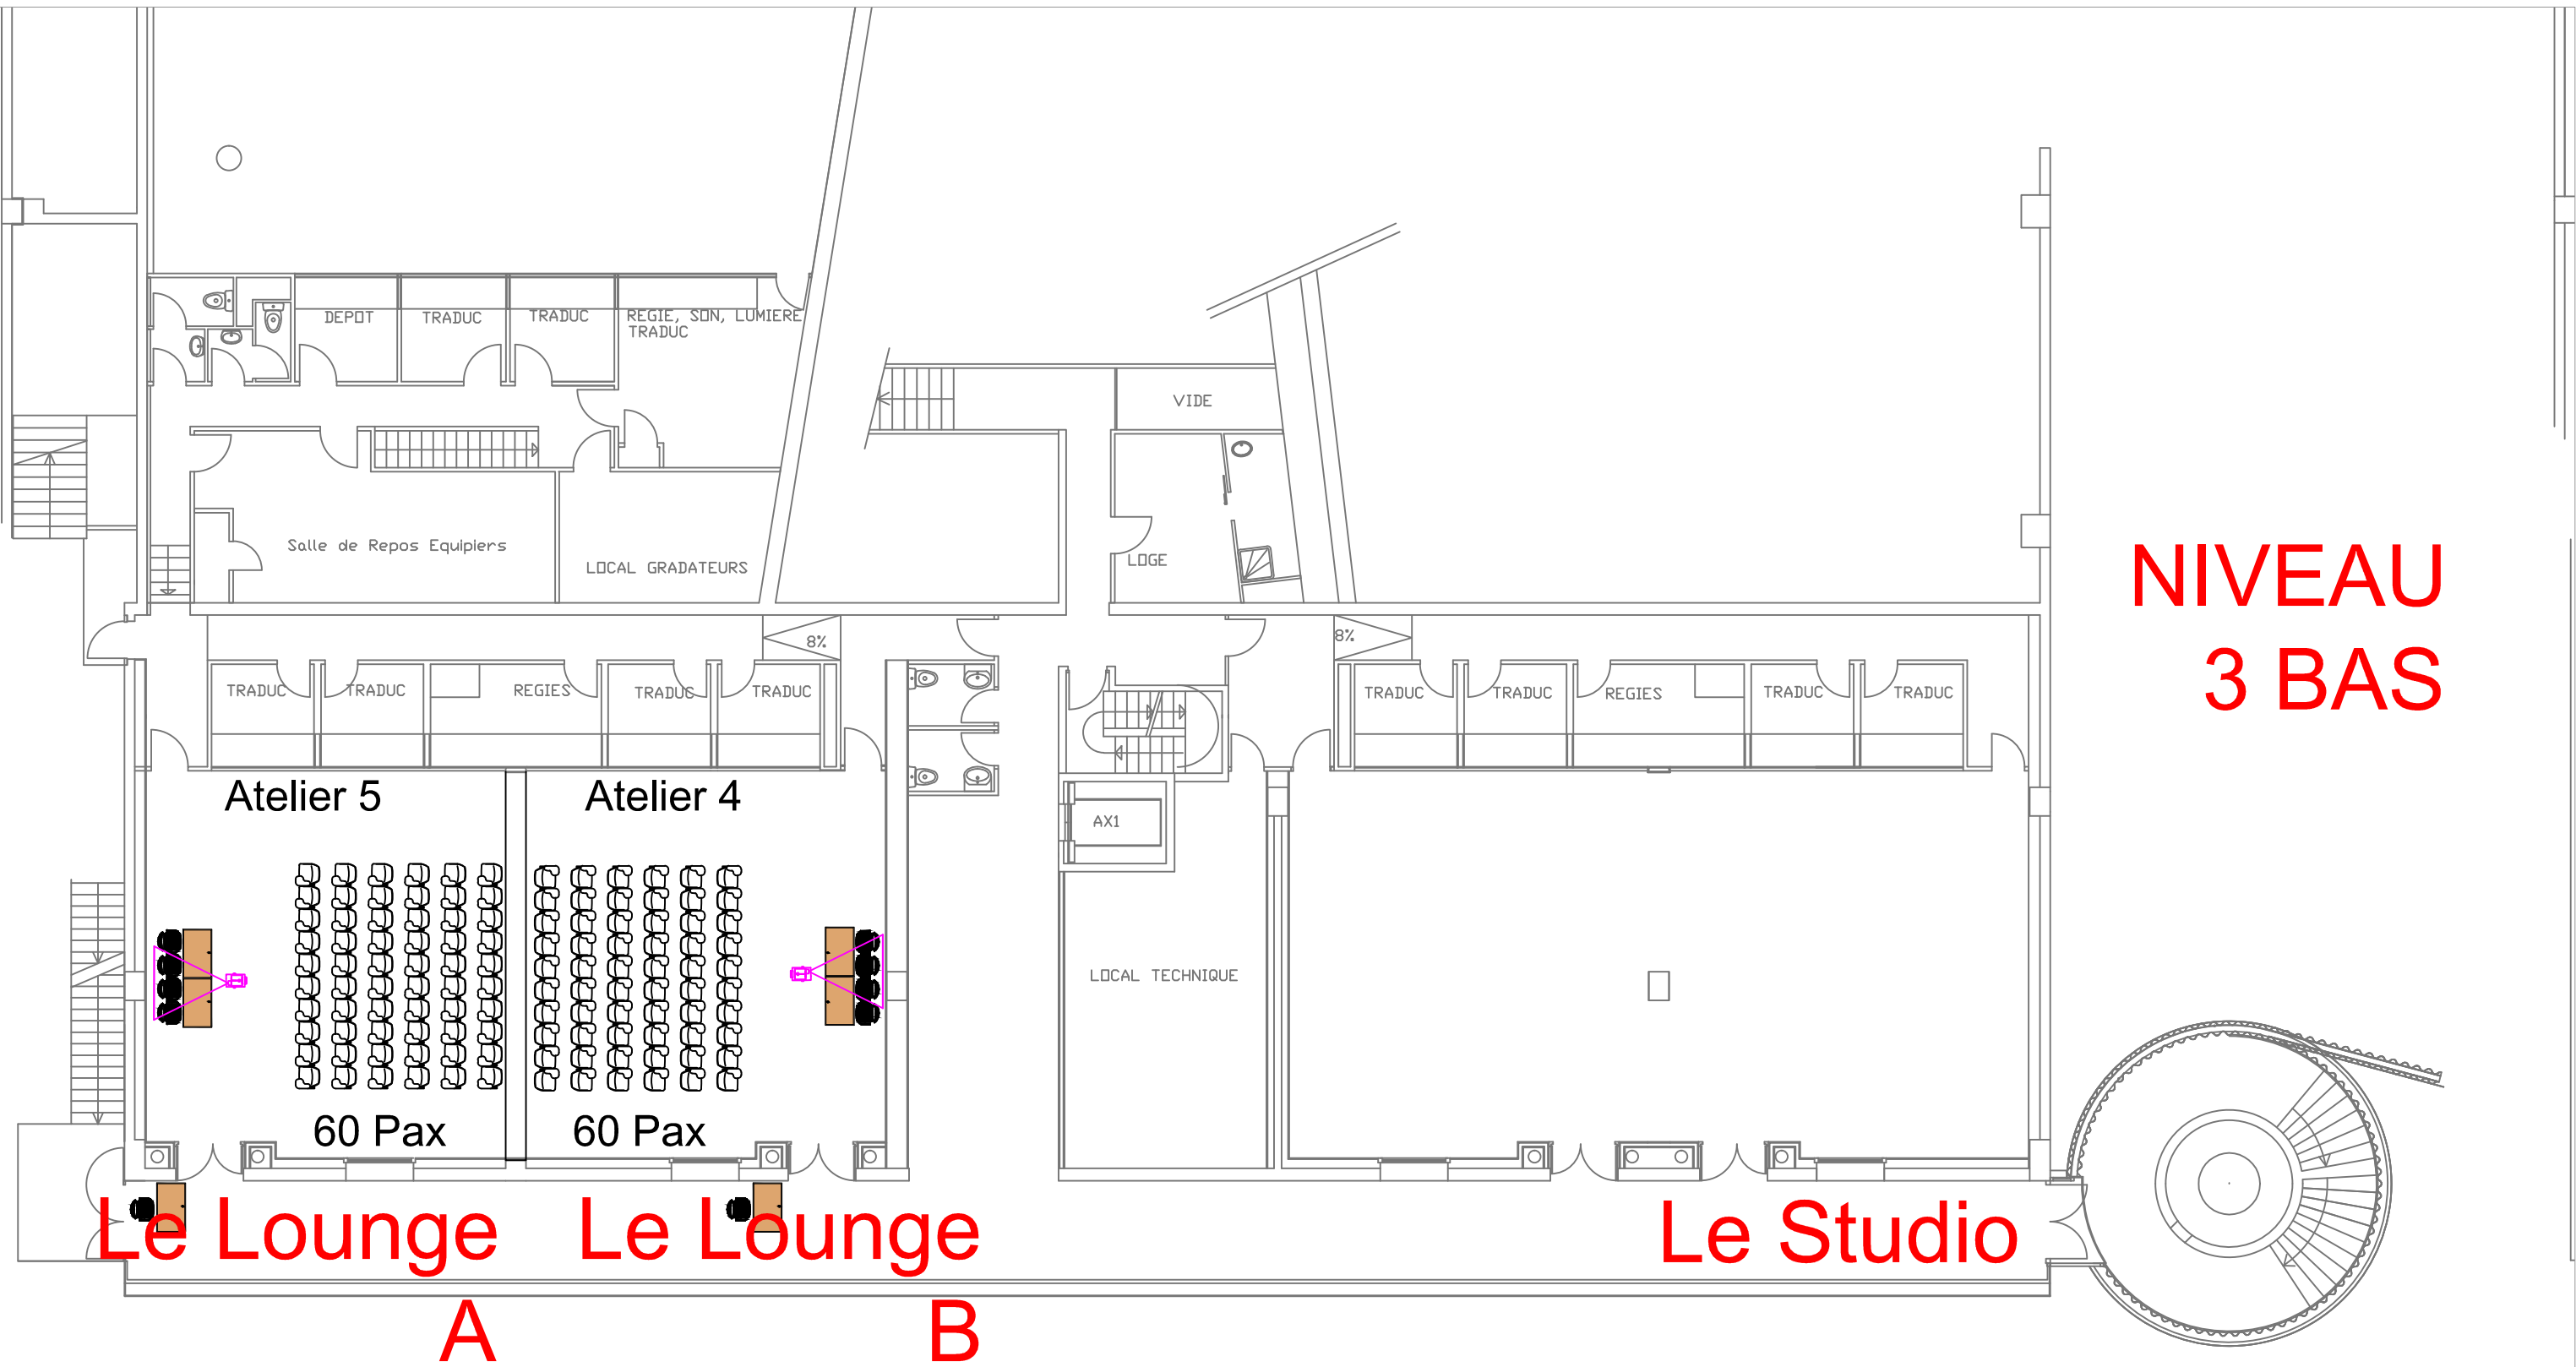 DEPOT
TRADUC
TRADUC
REGIE, SON, LUMIERE
TRADUC
VIDE
Salle de Repos Equipiers
LOCAL GRADATEURS
LOGE
NIVEAU
3 BAS
8%
8%
TRADUC
TRADUC
REGIES
TRADUC
TRADUC
TRADUC
TRADUC
REGIES
TRADUC
TRADUC
Atelier 5
Atelier 4
AX1
LOCAL TECHNIQUE
60 Pax
60 Pax
Le Lounge
A
Le Lounge
B
Le Studio